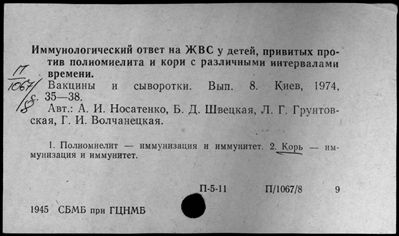 Иммунологический ответ на ЖВС у детей, привитых про-
тив полиомиелита и кори с различными интервалами
времени.
П
1067/8
Вакцины и сыворотки. Вып. 8. Киев, 1974,
35—38.
Авт.: А. И. Носатенко, Б. Д. Швецкая, Л. Г. Грунтов-
ская, Г. И. Волчанецкая.
1. Полиомиелит — иммунизация и иммунитет. 2. Корь — им-
мунизация и иммунитет.
П-5-11 П/1067/8 9
1945 СБМБ при ГЦНМБ